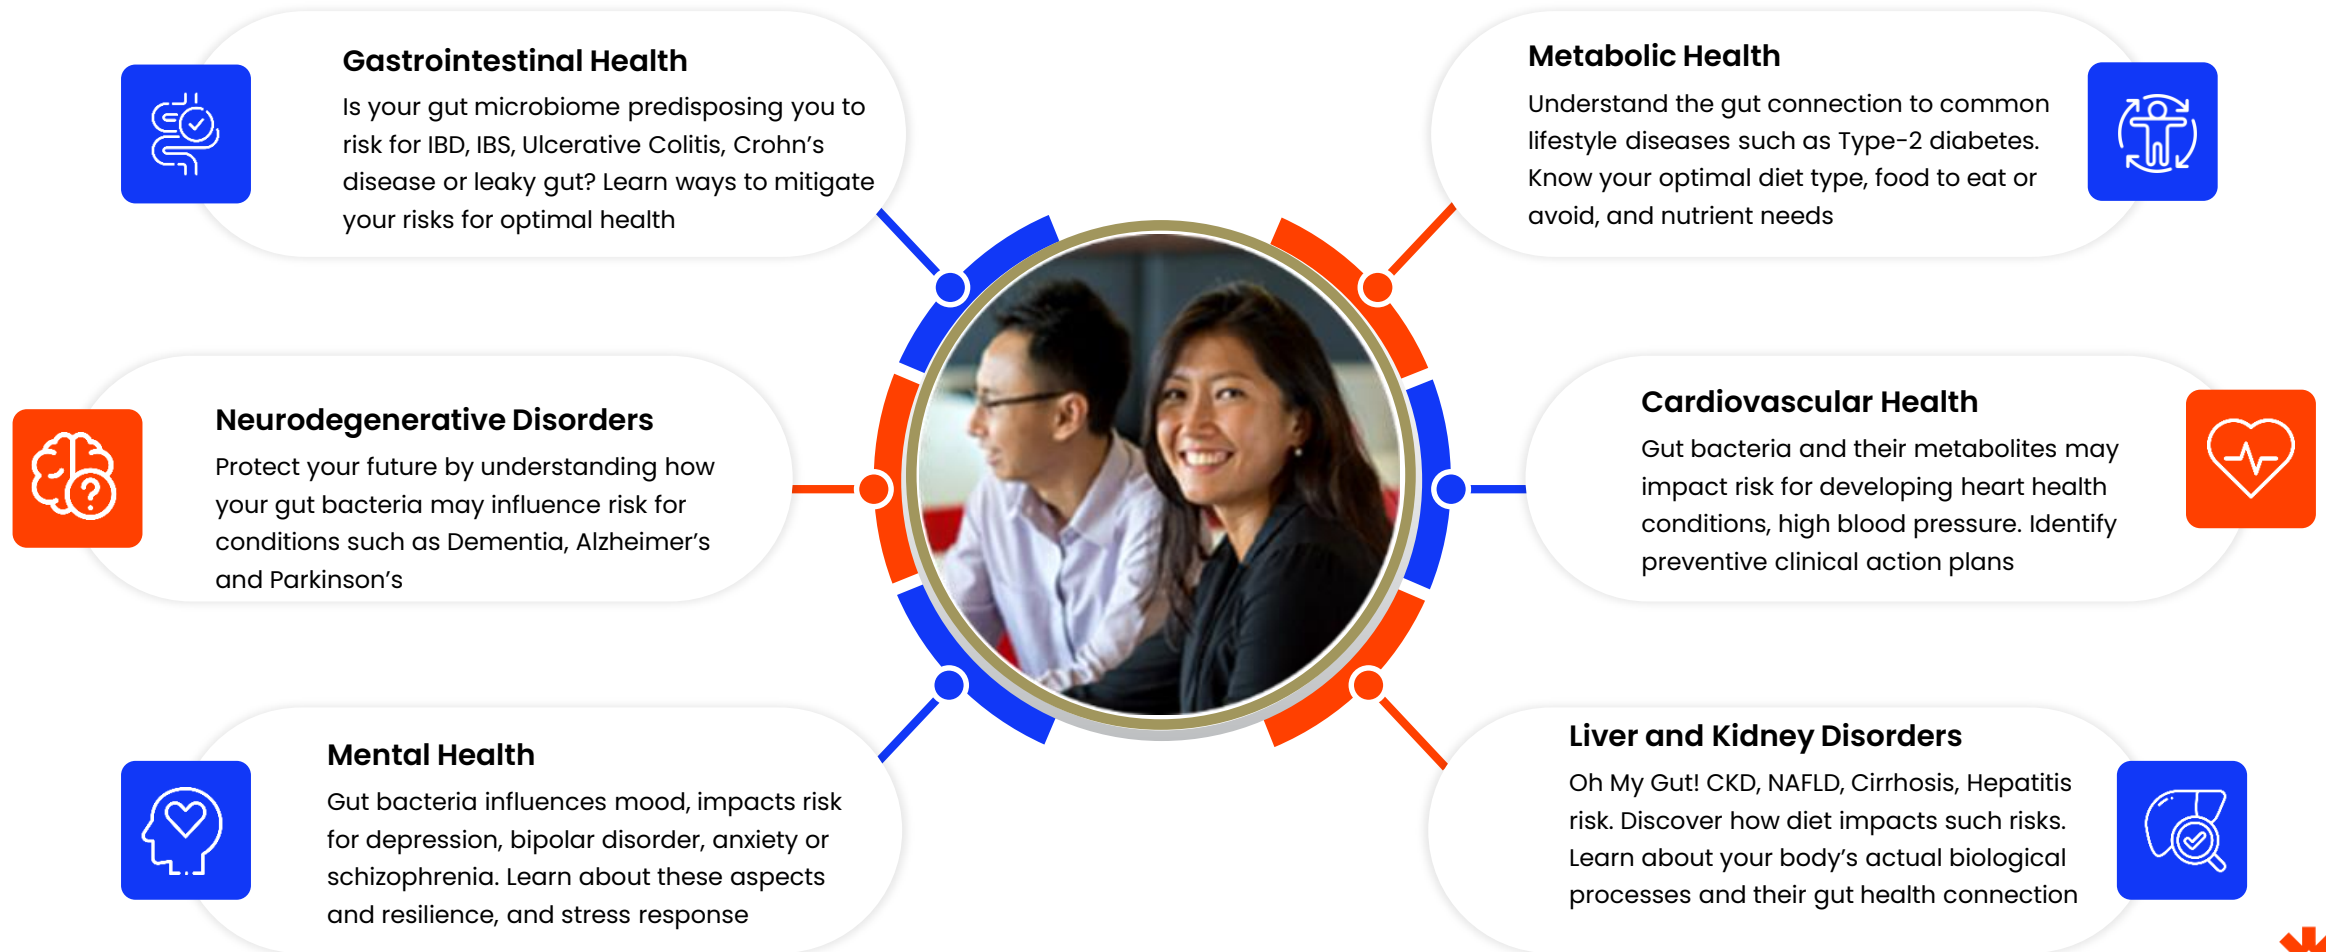 Gastrointestinal Health
Is your gut microbiome predisposing you to
risk for IBD, IBS, Ulcerative Colitis, Crohn’s
disease or leaky gut? Learn ways to mitigate
your risks for optimal health
Neurodegenerative Disorders
Protect your future by understanding how
your gut bacteria may influence risk for
conditions such as Dementia, Alzheimer’s
and Parkinson’s
Mental Health
Gut bacteria influences mood, impacts risk
for depression, bipolar disorder, anxiety or
schizophrenia. Learn about these aspects
and resilience, and stress response
Metabolic Health
Understand the gut connection to common
lifestyle diseases such as Type-2 diabetes.
Know your optimal diet type, food to eat or
avoid, and nutrient needs
Cardiovascular Health
Gut bacteria and their metabolites may
impact risk for developing heart health
conditions, high blood pressure. Identify
preventive clinical action plans
Liver and Kidney Disorders
Oh My Gut! CKD, NAFLD, Cirrhosis, Hepatitis
risk. Discover how diet impacts such risks.
Learn about your body’s actual biological
processes and their gut health connection